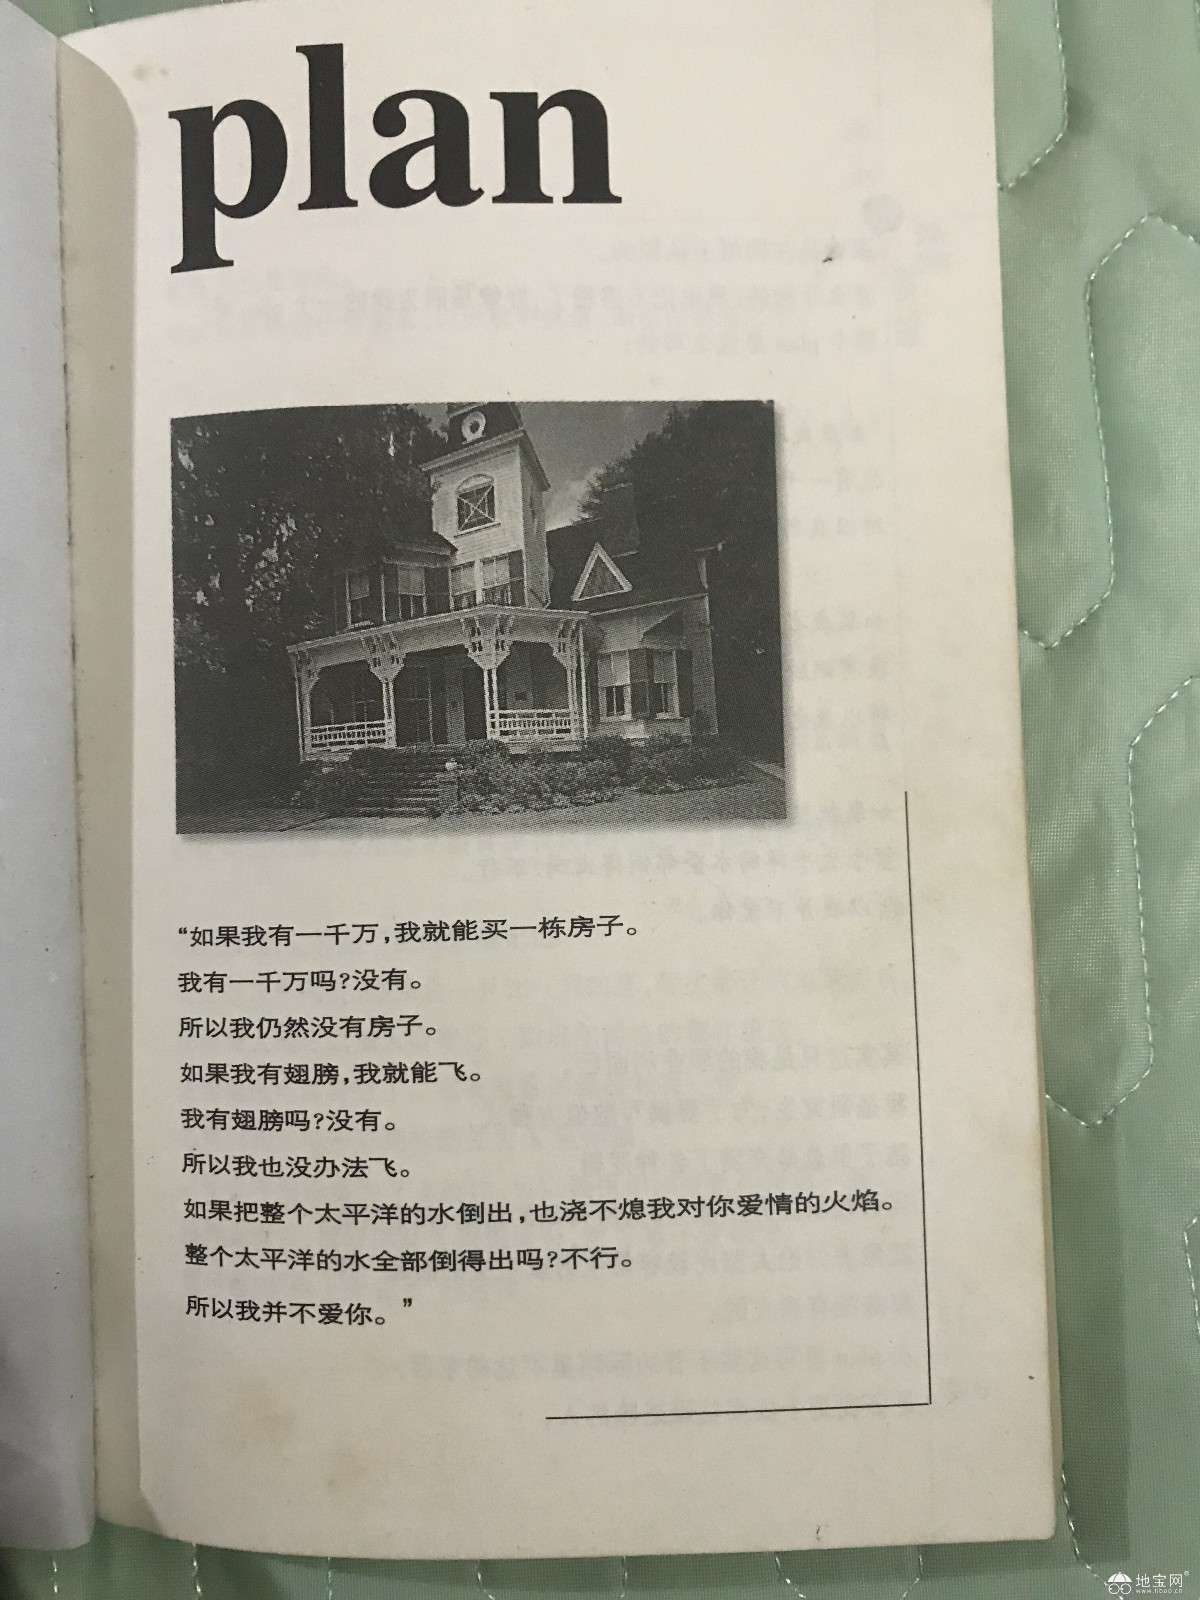 plan
“如果我有一千万,我就能买一栋房子。
我有一千万吗?没有。
所以我仍然没有房子。
如果我有翅膀,我就能飞。
我有翅膀吗?没有。
所以我也没办法飞。
如果把整个太平洋的水倒出,也浇不熄我对你爱情的火焰。
整个太平洋的水全部倒得出吗?不行。
所以我并不爱你。”
地宝网